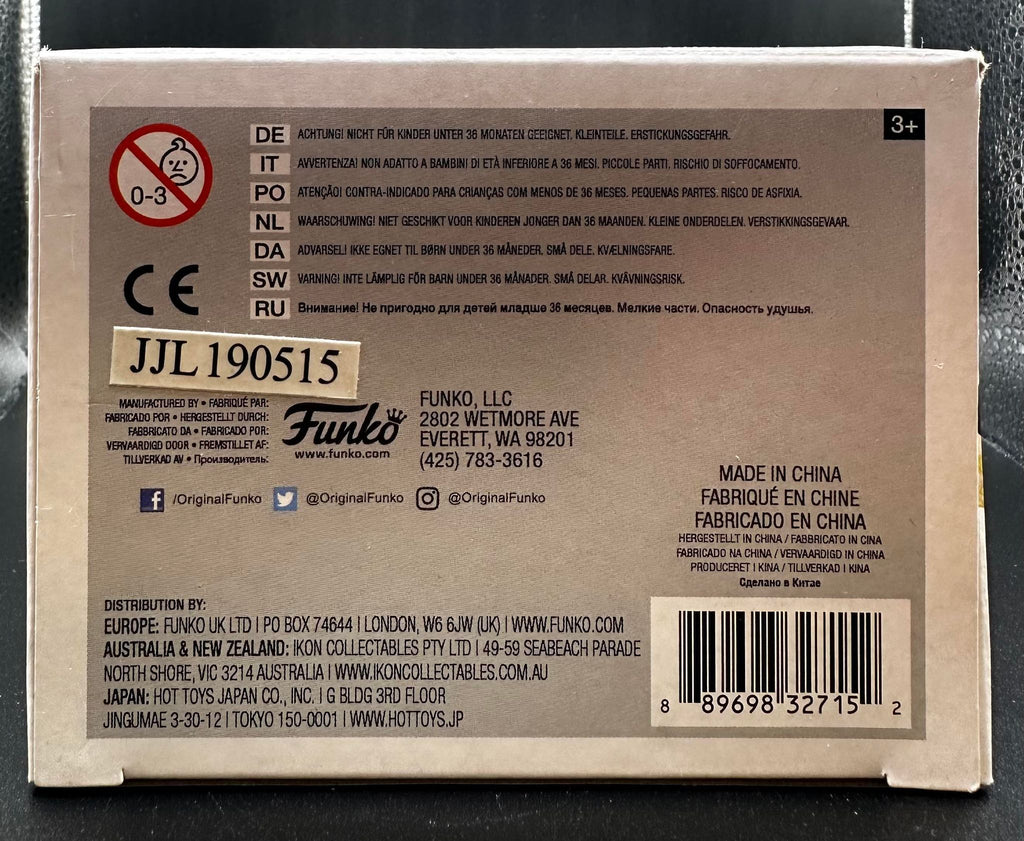 3+
0-3
DE ACHTUNG! NICHT FÜR KINDER UNTER 36 MONATEN GEEIGNET. KLEINTEILE. ERSTICKUNGSGEFAHR.
IT AVVERTENZA! NON ADATTO A BAMBINI DI ETÀ INFERIORE A 36 MESI. PICCOLE PARTI. RISCHIO DI SOFFOCAMENTO.
PO ATENÇÃO! CONTRA-INDICADO PARA CRIANÇAS COM MENOS DE 36 MESES. PEQUENAS PARTES. RISCO DE ASFIXIA.
NL WAARSCHUWING! NIET GESCHIKT VOOR KINDEREN JONGER DAN 36 MAANDEN. KLEINE ONDERDELEN. VERSTIKKINGSGEVAAR.
DA ADVARSEL! IKKE EGNET TIL BØRN UNDER 36 MÅNEDER. SMÅ DELE. KVÆLNINGSFARE.
SW VARNING! INTE LÄMPLIG FÖR BARN UNDER 36 MÅNADER. SMÅ DELAR. KVÄVNINGSRISK.
RU Внимание! Не пригодно для детей младше 36 месяцев. Мелкие части. Опасность удушья.
CE
JJL190515
MANUFACTURED BY • FABRIQUÉ PAR:
FABRICADO POR • HERGESTELLT DURCH:
FABBRICATO DA • FABRICADO POR:
VERVAARDIGD DOOR • FREMSTILLET AF:
TILLVERKAD AV • Производитель:
Funko
www.funko.com
FUNKO, LLC
2802 WETMORE AVE
EVERETT, WA 98201
(425) 783-3616
f /OriginalFunko @OriginalFunko @OriginalFunko
MADE IN CHINA
FABRIQUÉ EN CHINE
FABRICADO EN CHINA
HERGESTELLT IN CHINA / FABBRICATO IN CINA
FABRICADO NA CHINA / VERVAARDIGD IN CHINA
PRODUCERET I KINA / TILLVERKAD I KINA
Сделано в Китае
DISTRIBUTION BY:
EUROPE: FUNKO UK LTD | PO BOX 74644 | LONDON, W6 6JW (UK) | WWW.FUNKO.COM
AUSTRALIA & NEW ZEALAND: IKON COLLECTABLES PTY LTD | 49-59 SEABEACH PARADE
NORTH SHORE, VIC 3214 AUSTRALIA | WWW.IKONCOLLECTABLES.COM.AU
JAPAN: HOT TOYS JAPAN CO., INC. | G BLDG 3RD FLOOR
JINGUMAE 3-30-12 | TOKYO 150-0001 | WWW.HOTTOYS.JP
8 89698 32715 2